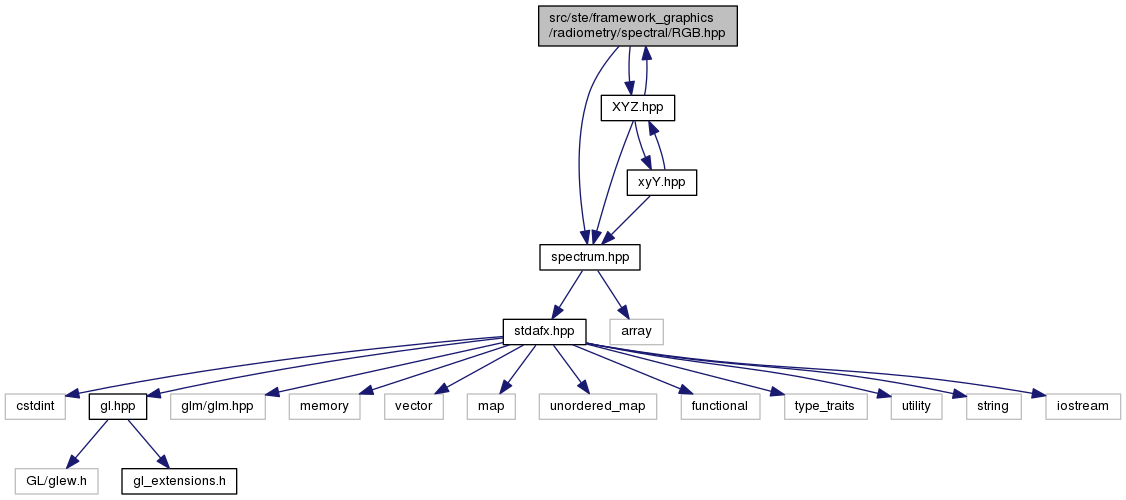 src/ste/framework_graphics
/radiometry/spectral/RGB.hpp
XYZ.hpp
xyY.hpp
spectrum.hpp
stdafx.hpp
array
cstdint
gl.hpp
glm/glm.hpp
memory
vector
map
unordered_map
functional
type_traits
utility
string
iostream
GL/glew.h
gl_extensions.h